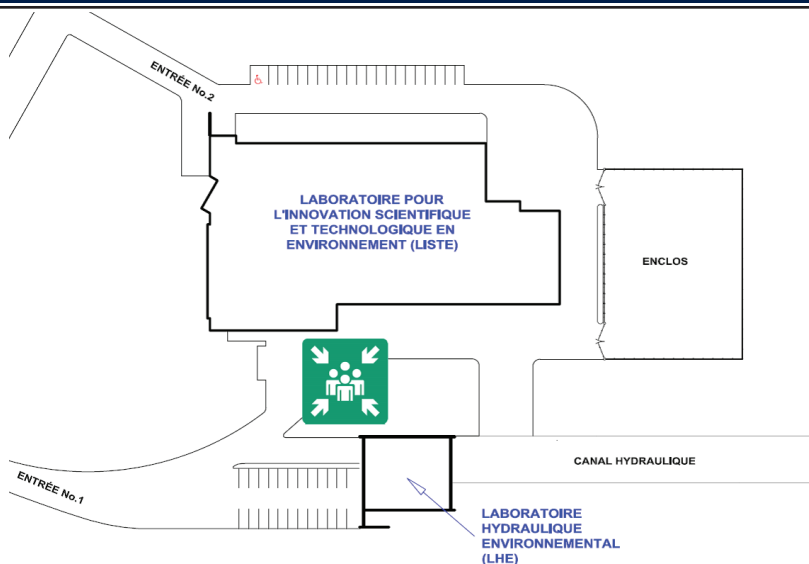 ENTRÉE No.2
LABORATOIRE POUR
L'INNOVATION SCIENTIFIQUE
ET TECHNOLOGIQUE EN
ENVIRONNEMENT (LISTE)
ENCLOS
CANAL HYDRAULIQUE
ENTRÉE No.1
LABORATOIRE
HYDRAULIQUE
ENVIRONNEMENTAL
(LHE)